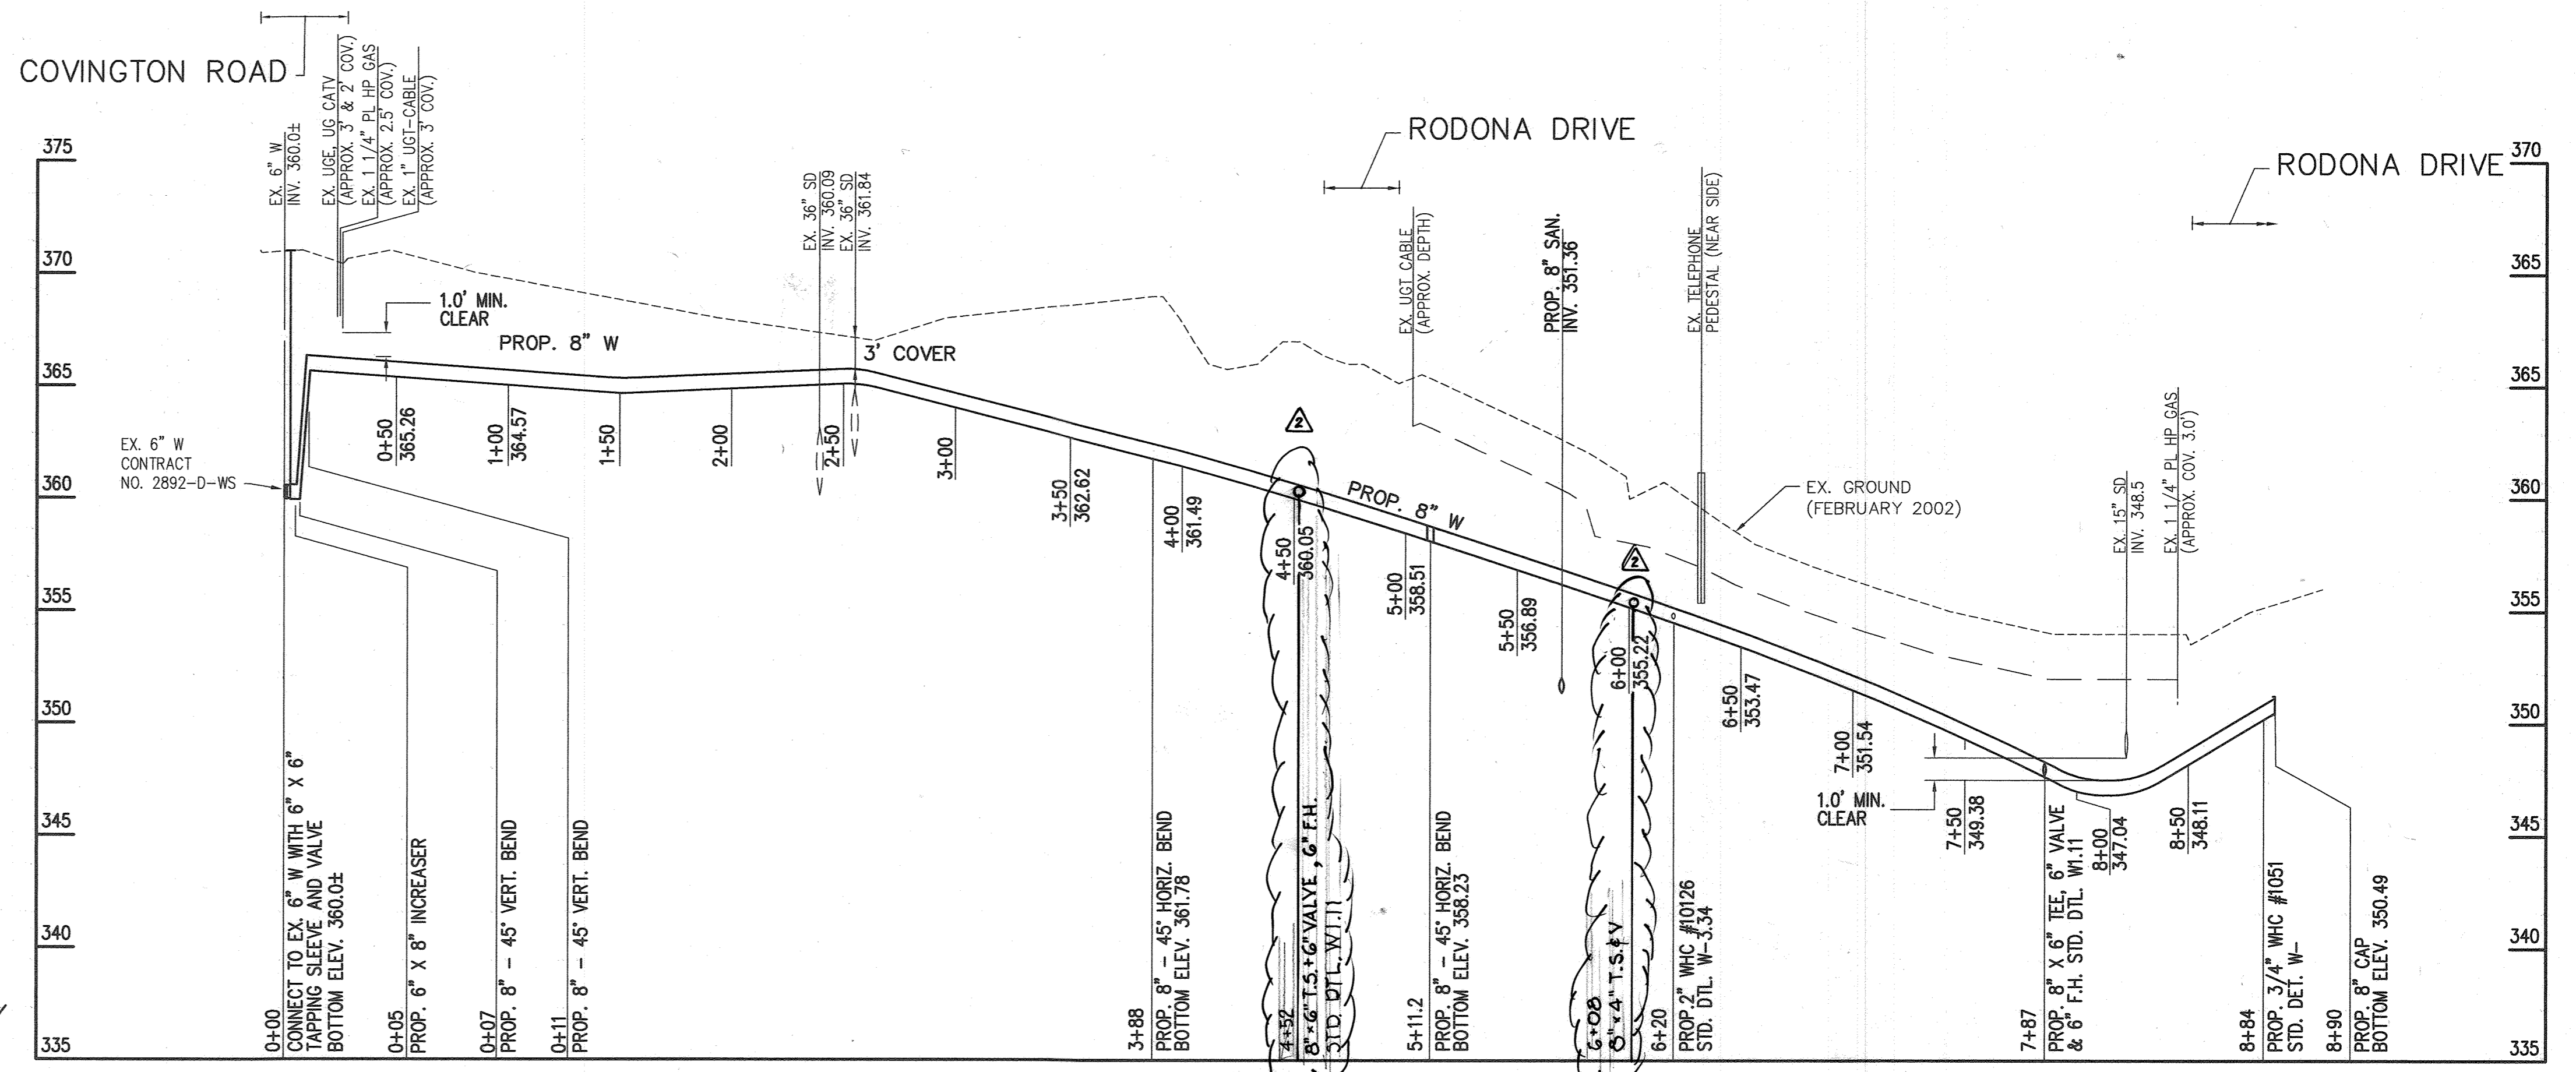 COVINGTON ROAD
RODONA DRIVE
RODONA DRIVE
375
370
365
360
355
350
345
340
335
370
365
365
360
355
350
345
340
335
EX. 6" W
INV. 360.0±
EX. UGE, UG CATV
(APPROX. 3' & 2' COV.)
EX. 1 1/4" PL HP GAS
(APPROX. 2.5' COV.)
EX. 1" UGT-CABLE
(APPROX. 3' COV.)
1.0' MIN.
CLEAR
PROP. 8" W
EX. 36" SD
INV. 360.09
EX. 36" SD
INV. 361.84
3' COVER
EX. UGT CABLE
(APPROX. DEPTH)
PROP. 8" SAN.
INV. 351.36
EX. TELEPHONE
PEDESTAL (NEAR SIDE)
EX. GROUND
(FEBRUARY 2002)
EX. 15" SD
INV. 348.5
EX. 1 1/4" PL HP GAS
(APPROX. COV. 3.0')
EX. 6" W
CONTRACT
NO. 2892-D-WS
0+50
365.26
1+00
364.57
1+50
2+00
2+50
3+00
3+50
362.62
4+00
361.49
2
4+50
360.05
PROP. 8" W
5+00
358.51
5+50
356.89
2
6+00
355.22
6+50
353.47
7+00
351.54
1.0' MIN.
CLEAR
7+50
349.38
8+00
347.04
8+50
348.11
0+00
CONNECT TO EX. 6" W WITH 6" X 6"
TAPPING SLEEVE AND VALVE
BOTTOM ELEV. 360.0±
0+05
PROP. 6" X 8" INCREASER
0+07
PROP. 8" - 45° VERT. BEND
0+11
PROP. 8" - 45° VERT. BEND
3+88
PROP. 8" - 45° HORIZ. BEND
BOTTOM ELEV. 361.78
4+52
8"x6" T.S.+6" VALVE, 6" F.H.
STD. DTL. W1.11
5+11.2
PROP. 8" - 45° HORIZ. BEND
BOTTOM ELEV. 358.23
6+08
8"x4" T.S.&V
6+20
PROP.2" WHC #10126
STD. DTL. W-3.34
7+87
PROP. 8" X 6" TEE, 6" VALVE
& 6" F.H. STD. DTL. W1.11
8+84
PROP. 3/4" WHC #1051
STD. DET. W-
8+90
PROP. 8" CAP
BOTTOM ELEV. 350.49